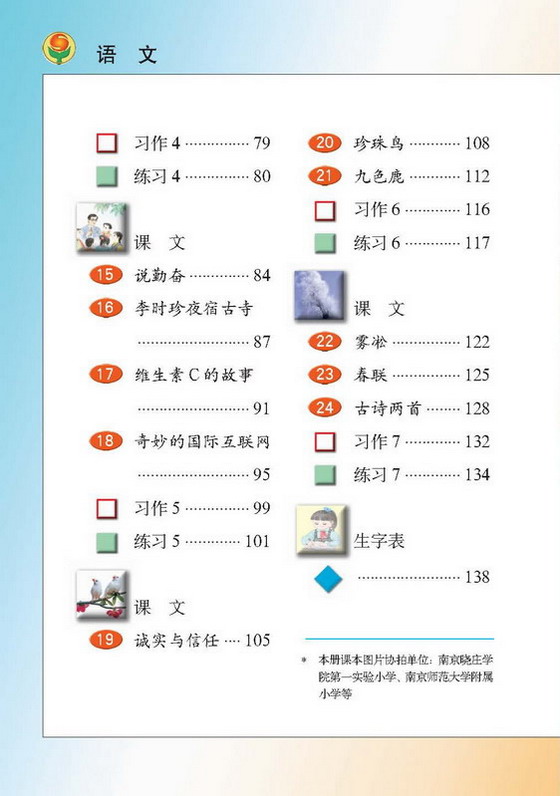 语 文
习作 4 ··············· 79
练习 4 ··············· 80
课 文
15 说勤奋 ············· 84
16 李时珍夜宿古寺
························ 87
17 维生素 C 的故事
························ 91
18 奇妙的国际互联网
························ 95
习作 5 ··············· 99
练习 5 ············· 101
课 文
19 诚实与信任 ···· 105
20 珍珠鸟 ············ 108
21 九色鹿 ············ 112
习作 6 ············· 116
练习 6 ············· 117
课 文
22 雾凇 ··············· 122
23 春联 ··············· 125
24 古诗两首 ······· 128
习作 7 ············· 132
练习 7 ············· 134
生字表
······················· 138
* 本册课本图片协拍单位：南京晓庄学
院第一实验小学、南京师范大学附属
小学等